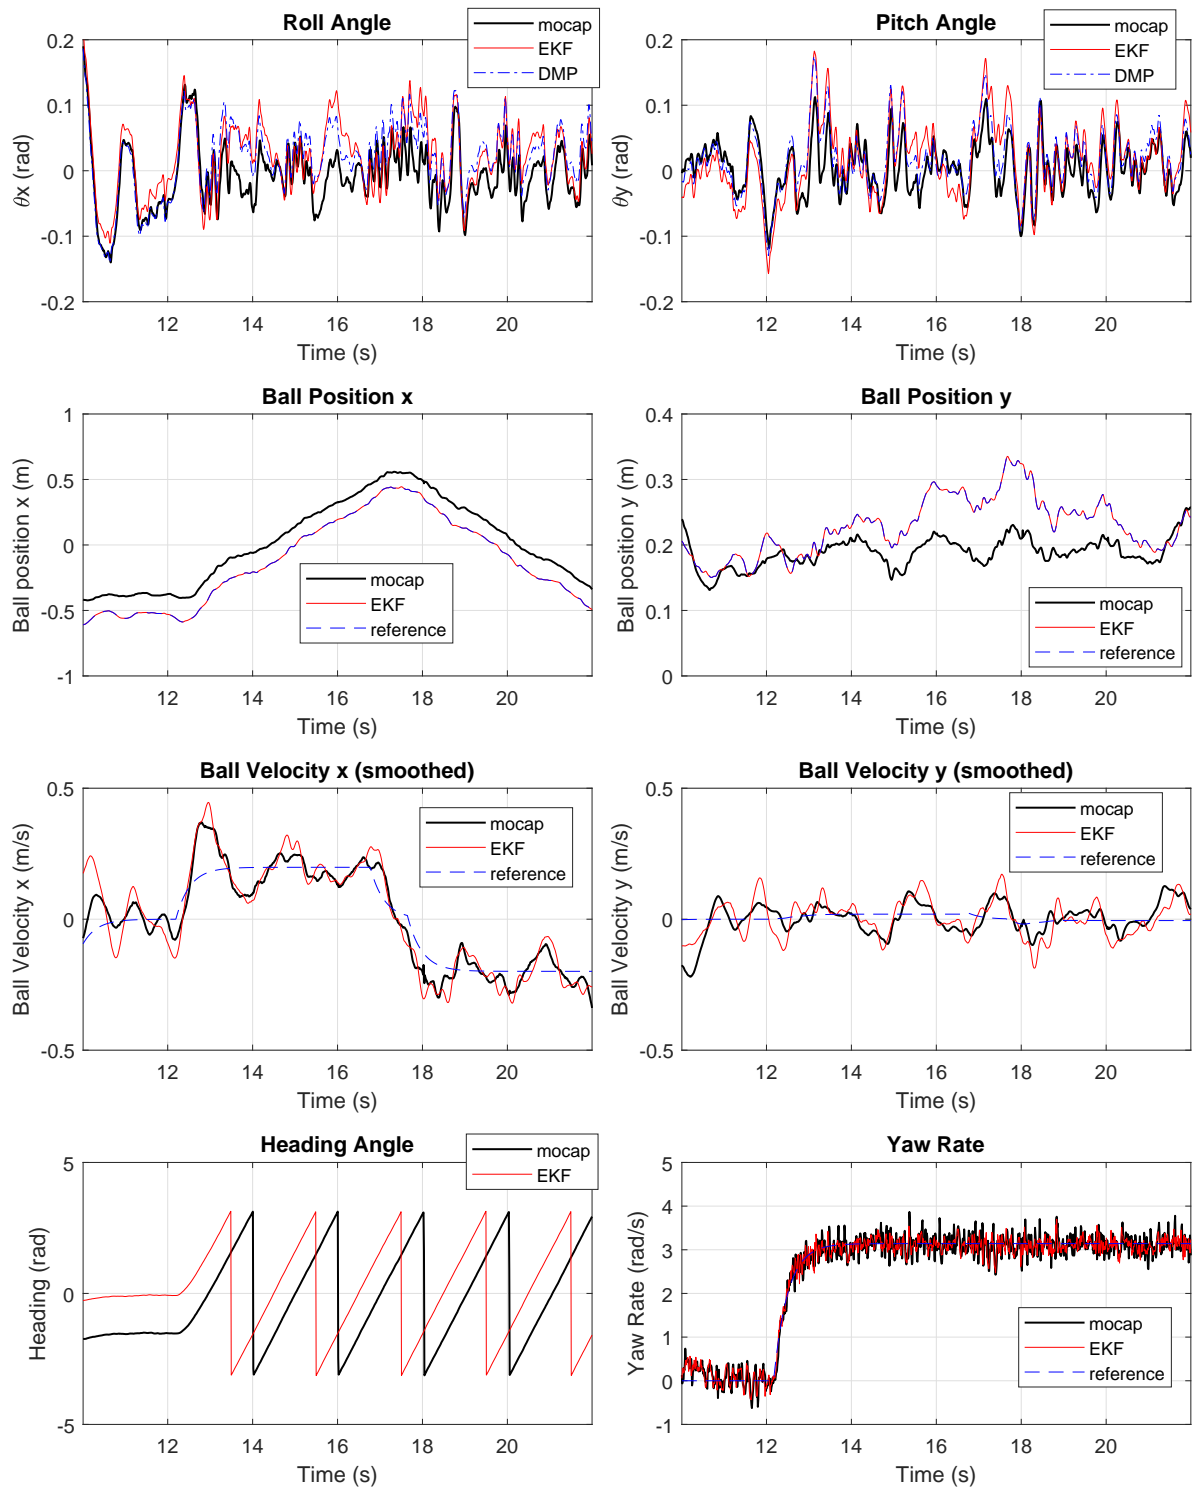 Roll Angle
mocap
EKF
DMP
0.2
0.1
0
-0.1
-0.2
θx (rad)
12
14
16
18
20
Time (s)
Pitch Angle
mocap
EKF
DMP
0.2
0.1
0
-0.1
-0.2
θy (rad)
12
14
16
18
20
Time (s)
Ball Position x
1
0.5
0
-0.5
-1
Ball position x (m)
mocap
EKF
reference
12
14
16
18
20
Time (s)
Ball Position y
0.4
0.3
0.2
0.1
0
Ball position y (m)
mocap
EKF
reference
12
14
16
18
20
Time (s)
Ball Velocity x (smoothed)
0.5
0
-0.5
Ball Velocity x (m/s)
mocap
EKF
reference
12
14
16
18
20
Time (s)
Ball Velocity y (smoothed)
0.5
0
-0.5
Ball Velocity y (m/s)
mocap
EKF
reference
12
14
16
18
20
Time (s)
Heading Angle
mocap
EKF
5
0
-5
Heading (rad)
12
14
16
18
20
Time (s)
Yaw Rate
5
4
3
2
1
0
-1
Yaw Rate (rad/s)
mocap
EKF
reference
12
14
16
18
20
Time (s)